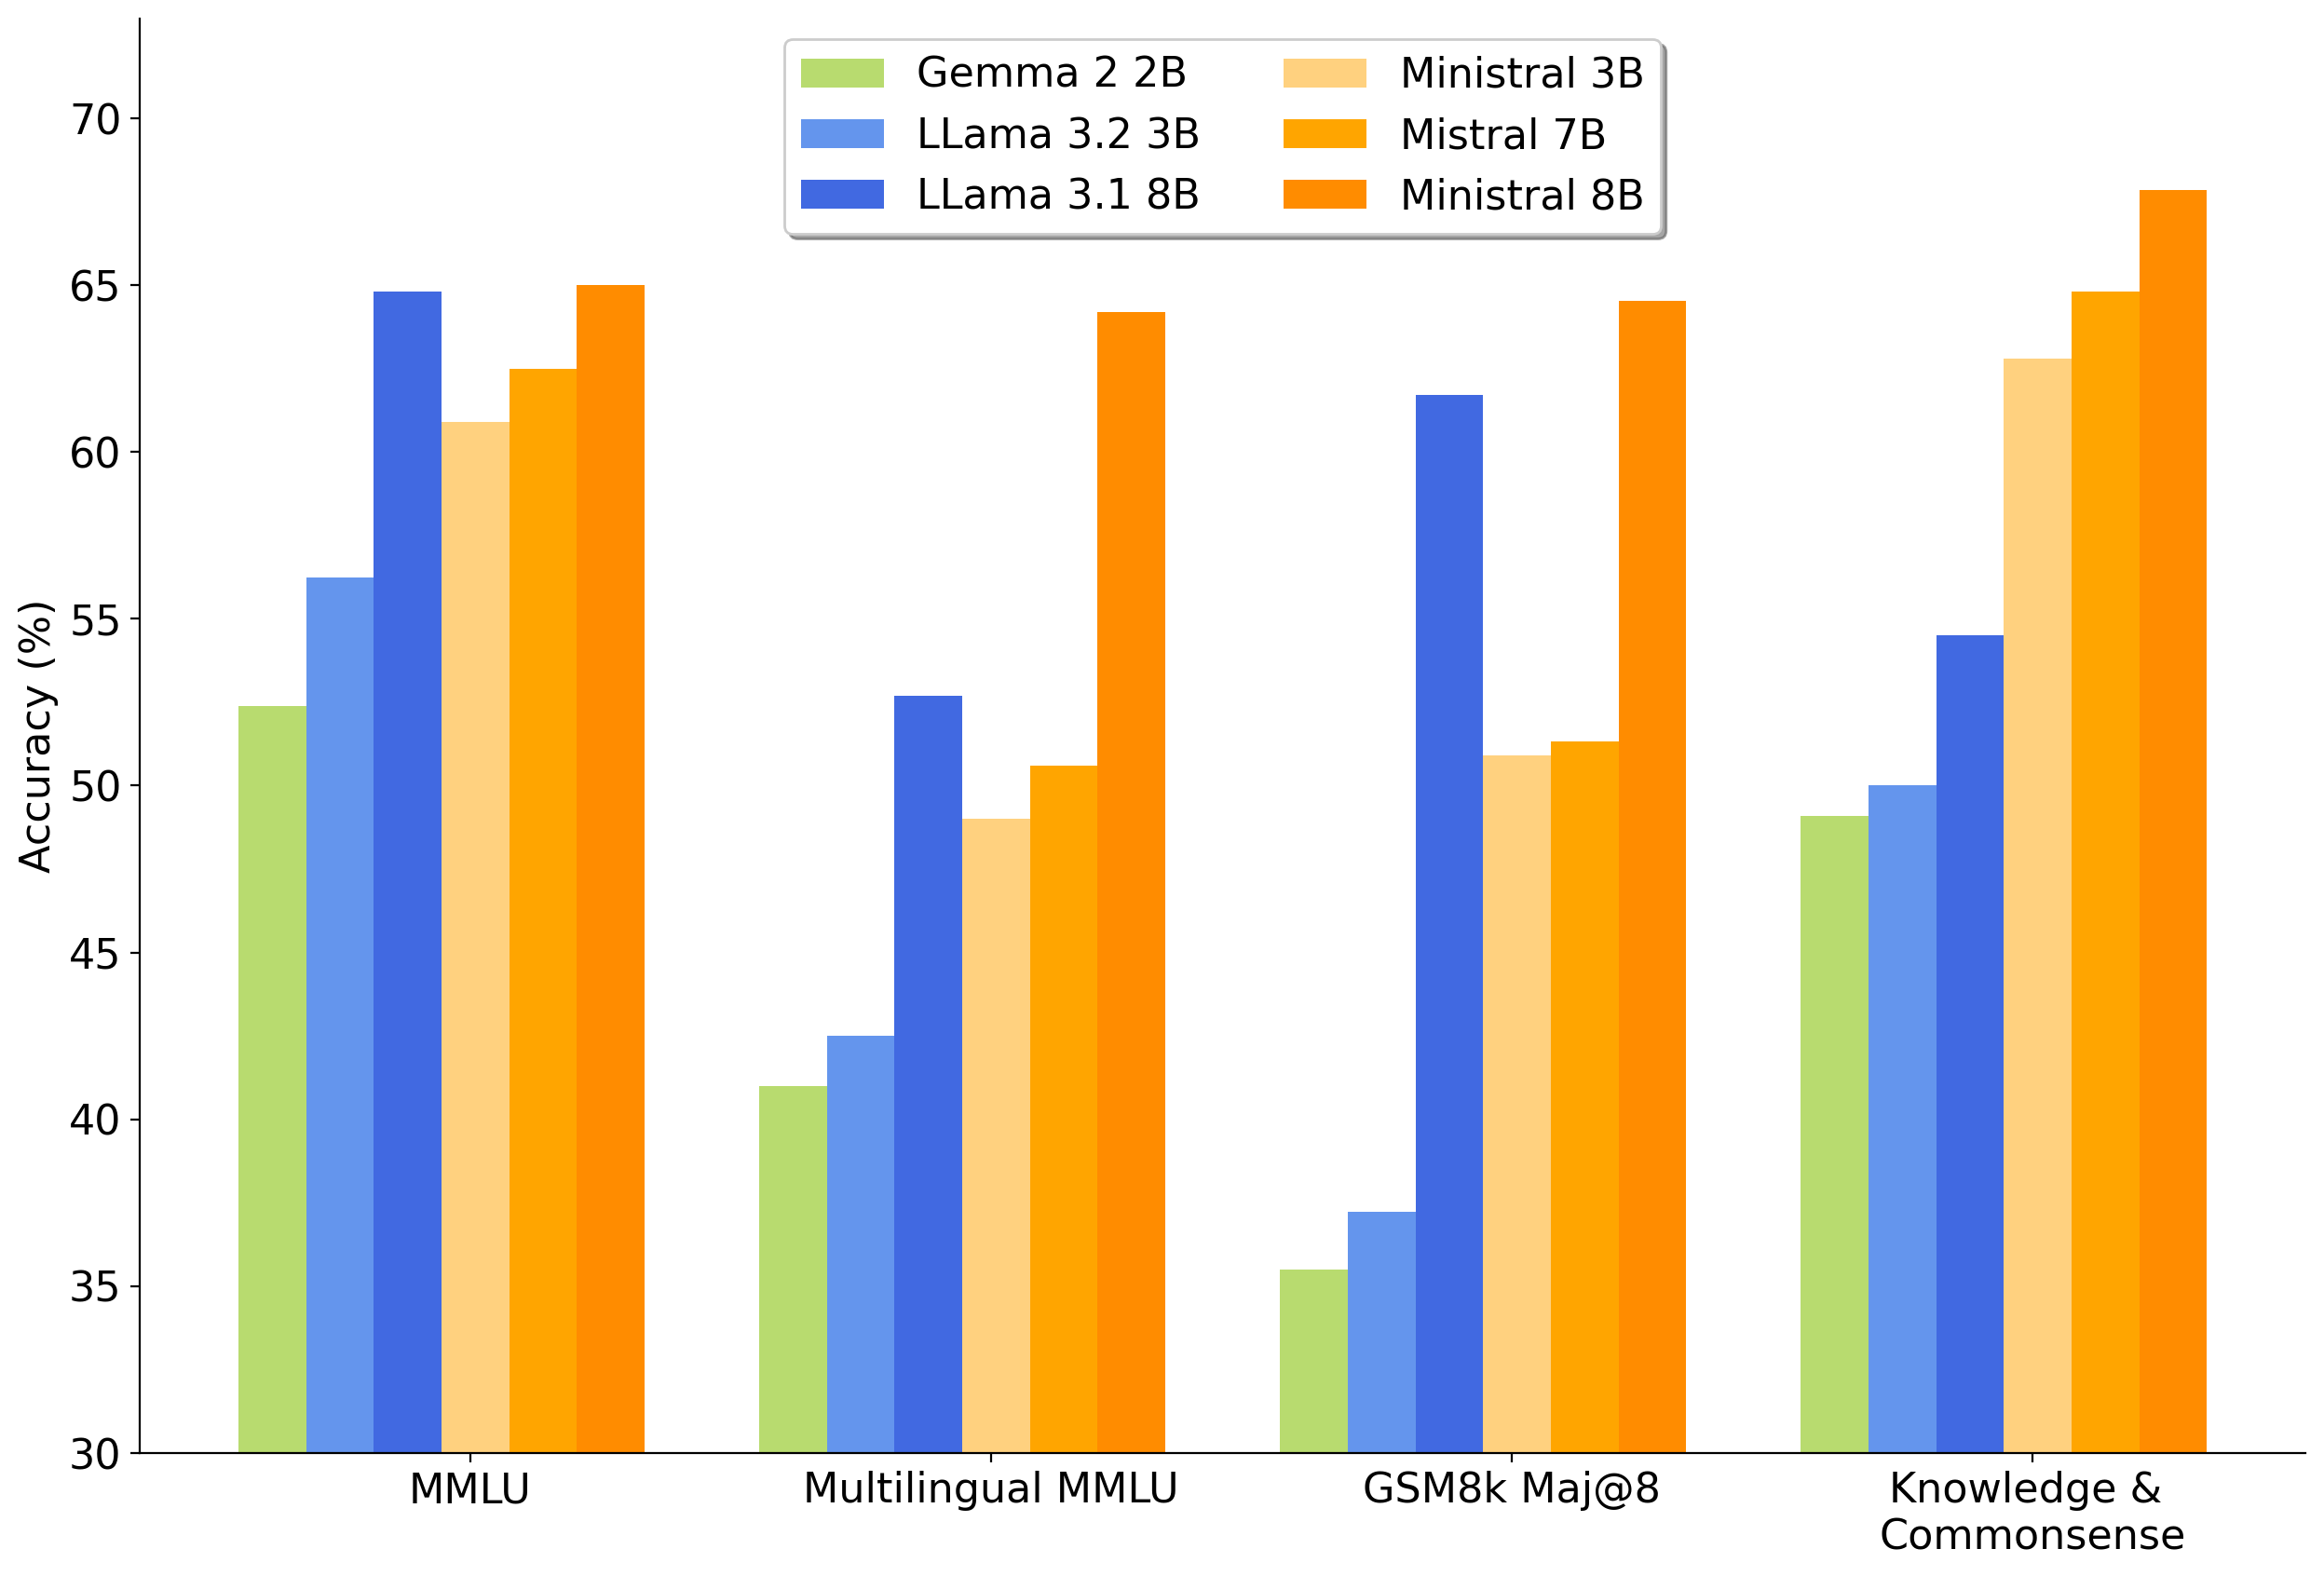 Gemma 2 2B
LLama 3.2 3B
LLama 3.1 8B
Ministral 3B
Mistral 7B
Ministral 8B
Accuracy (%)
70
65
60
55
50
45
40
35
30
MMLU
Multilingual MMLU
GSM8k Maj@8
Knowledge &
Commonsense